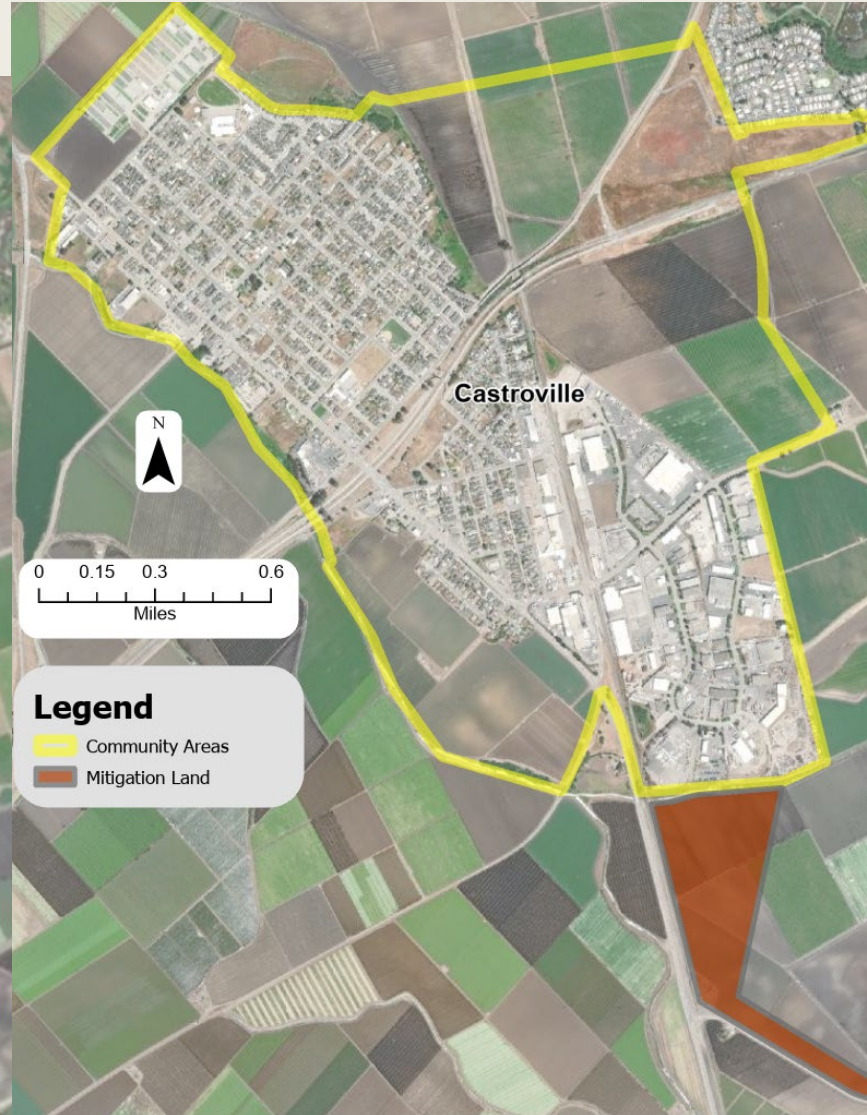 Castroville
N
0 0.15 0.3 0.6
Miles
Legend
Community Areas
Mitigation Land